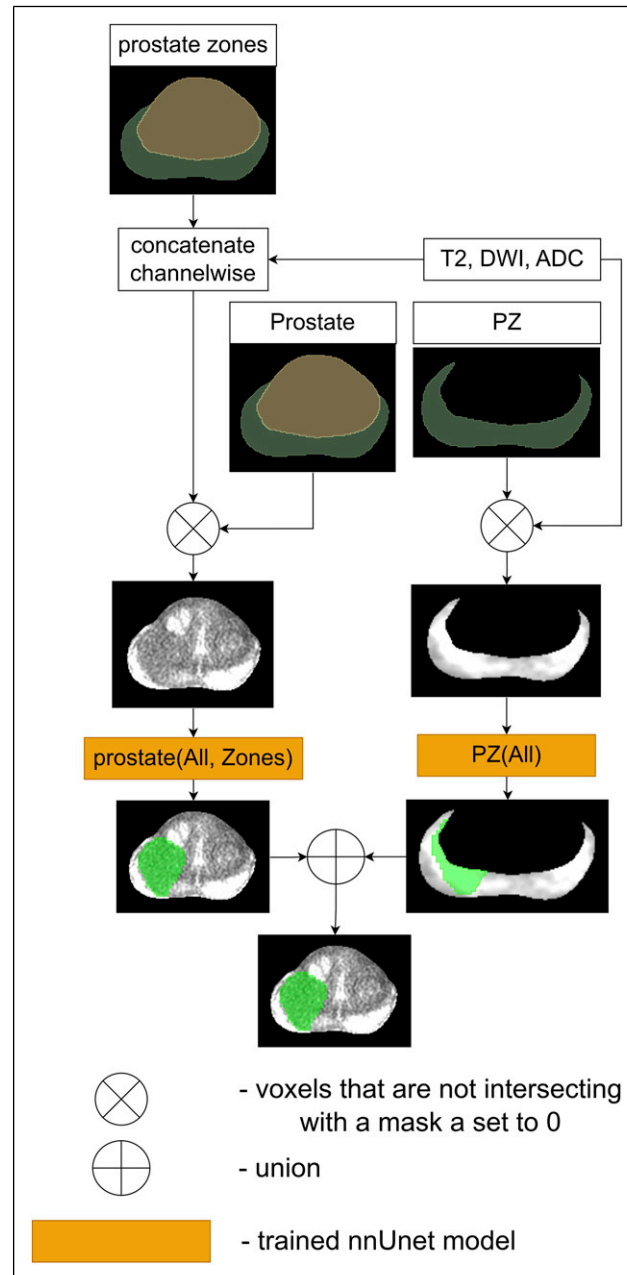 prostate zones
concatenate
channelwise
T2, DWI, ADC
Prostate
PZ
prostate(All, Zones)
PZ(All)
- voxels that are not intersecting
with a mask a set to 0
- union
- trained nnUnet model